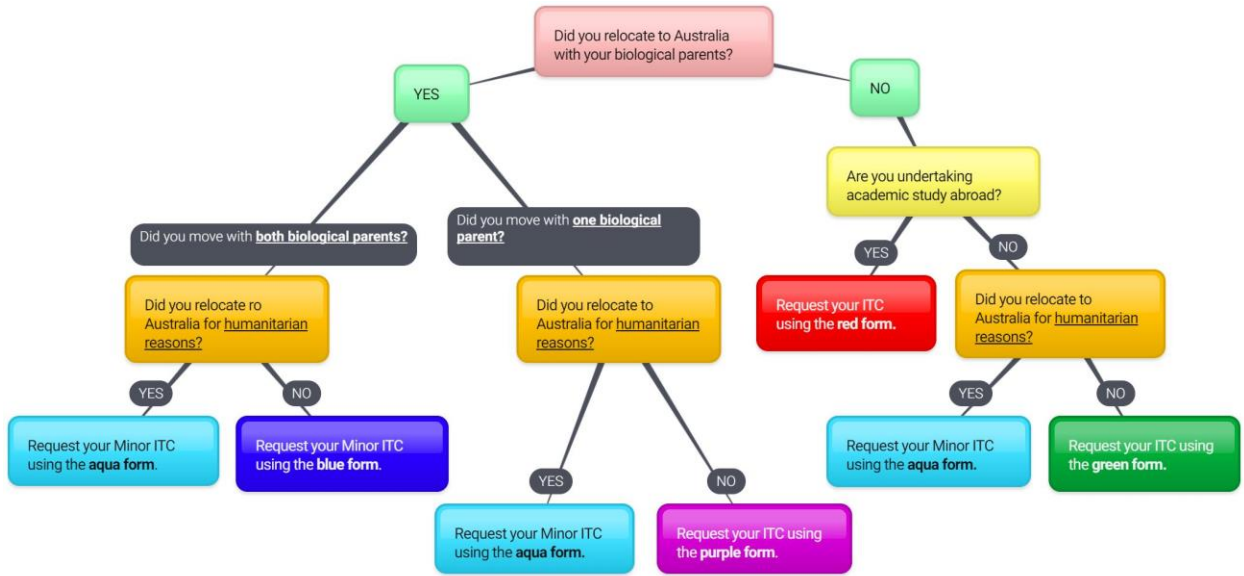 Did you relocate to Australia
with your biological parents?
YES
NO
Are you undertaking
academic study abroad?
Did you move with both biological parents?
Did you move with one biological
parent?
YES
NO
Did you relocate ro
Australia for humanitarian
reasons?
Did you relocate to
Australia for humanitarian
reasons?
Request your ITC
using the red form.
Did you relocate to
Australia for humanitarian
reasons?
YES
NO
YES
NO
Request your Minor ITC
using the aqua form.
Request your Minor ITC
using the blue form.
Request your Minor ITC
using the aqua form.
Request your ITC using
the green form.
YES
NO
Request your Minor ITC
using the aqua form.
Request your ITC using
the purple form.